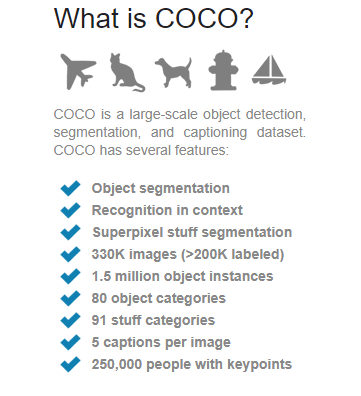 What is COCO?
COCO is a large-scale object detection,
segmentation, and captioning dataset.
COCO has several features:
Object segmentation
Recognition in context
Superpixel stuff segmentation
330K images (>200K labeled)
1.5 million object instances
80 object categories
91 stuff categories
5 captions per image
250,000 people with keypoints